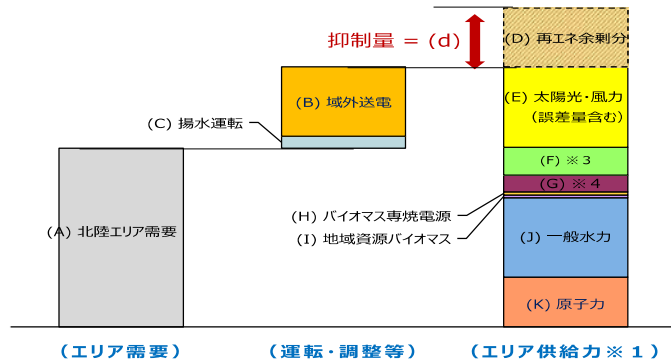 抑制量 = (d)
(D) 再エネ余剰分
(B) 域外送電
(E) 太陽光・風力
(誤差量含む)
(C) 揚水運転
(F) ※3
(G) ※4
(H) バイオマス専焼電源
(A) 北陸エリア需要
(I) 地域資源バイオマス
(J) 一般水力
(K) 原子力
(エリア需要)
(運転・調整等)
(エリア供給力※1)